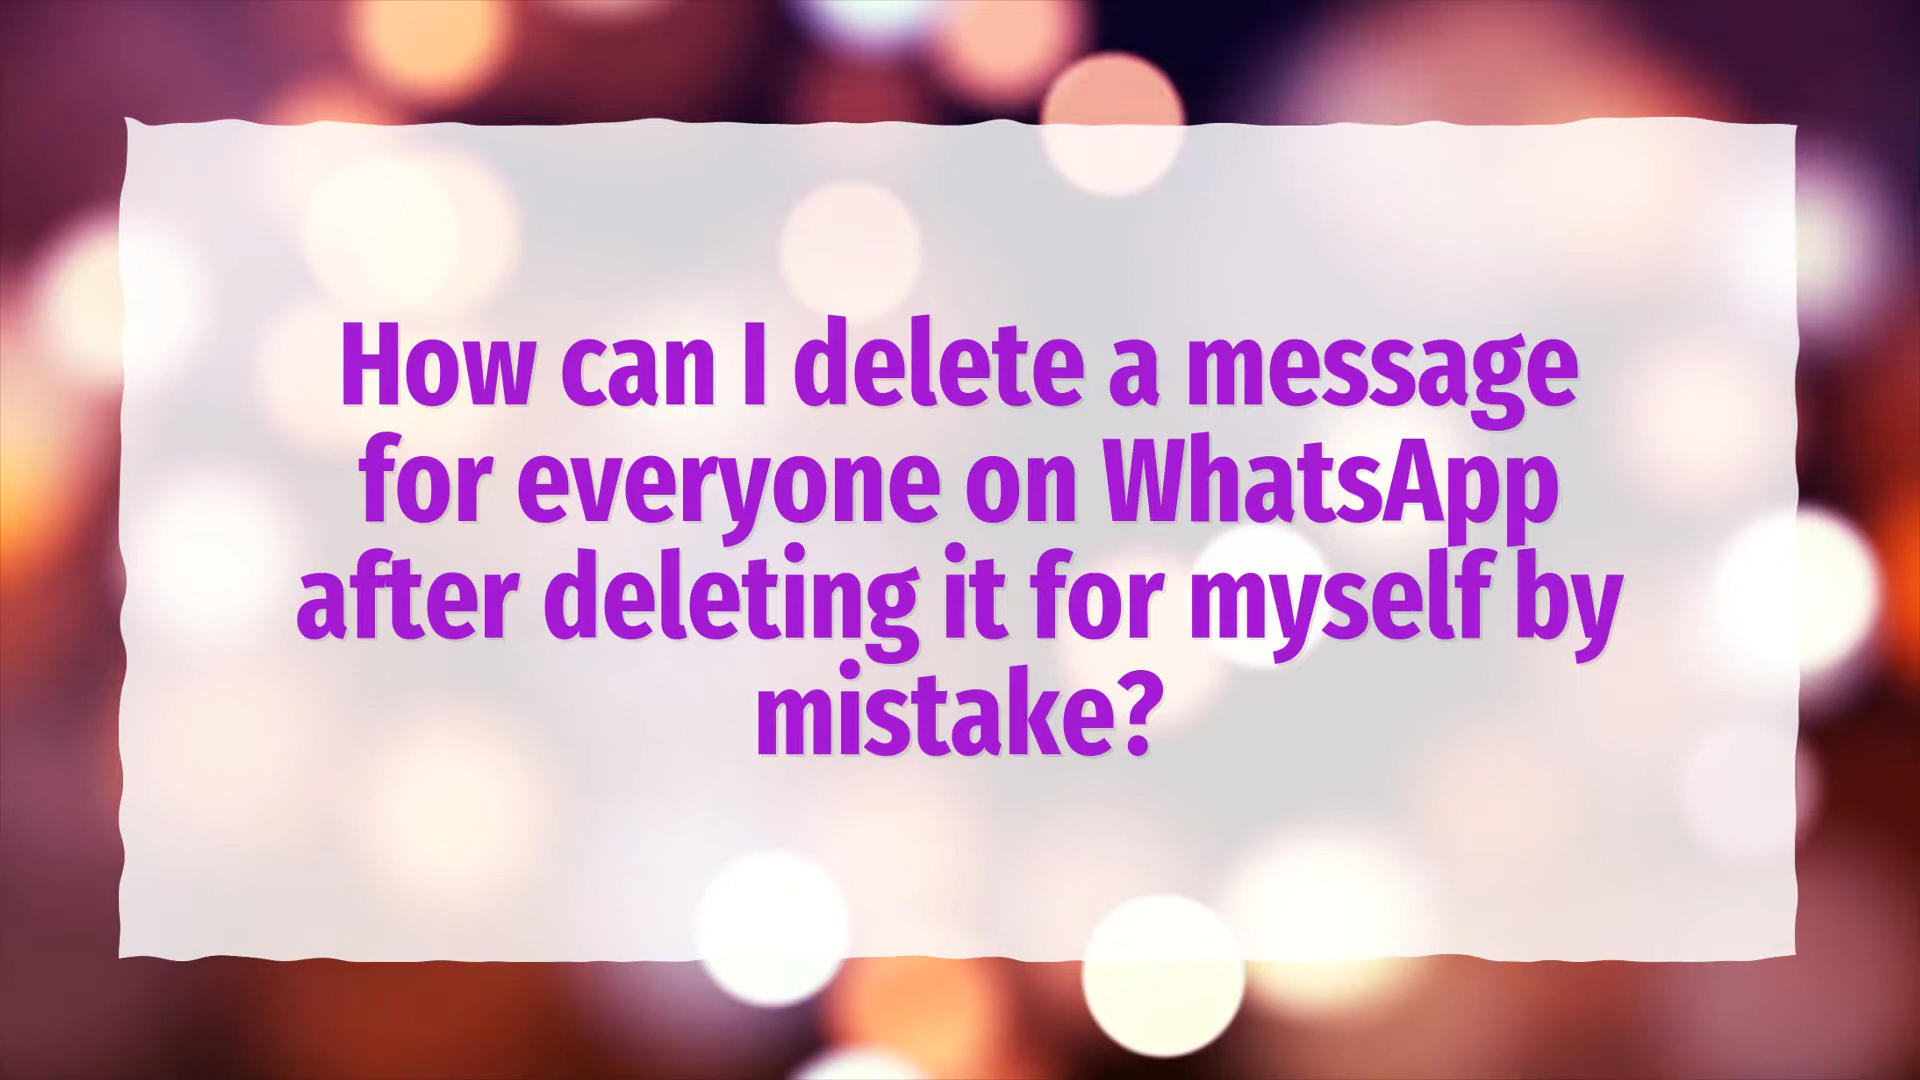 How can I delete a message
for everyone on WhatsApp
after deleting it for myself by
mistake?